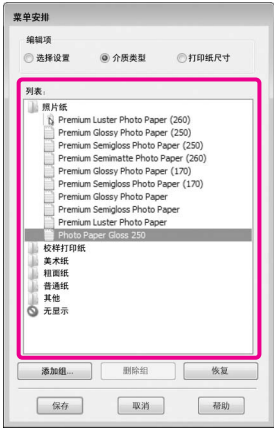 菜单安排
编辑项
选择设置
介质类型
打印纸尺寸
列表:
照片纸
Premium Luster Photo Paper (260)
Premium Glossy Photo Paper (250)
Premium Semigloss Photo Paper (250)
Premium Semimatte Photo Paper (260)
Premium Glossy Photo Paper (170)
Premium Semigloss Photo Paper (170)
Premium Glossy Photo Paper
Premium Semigloss Photo Paper
Premium Luster Photo Paper
Photo Paper Gloss 250
校样打印纸
美术纸
粗面纸
普通纸
其他
无显示
添加组...
删除组
恢复
保存
取消
帮助